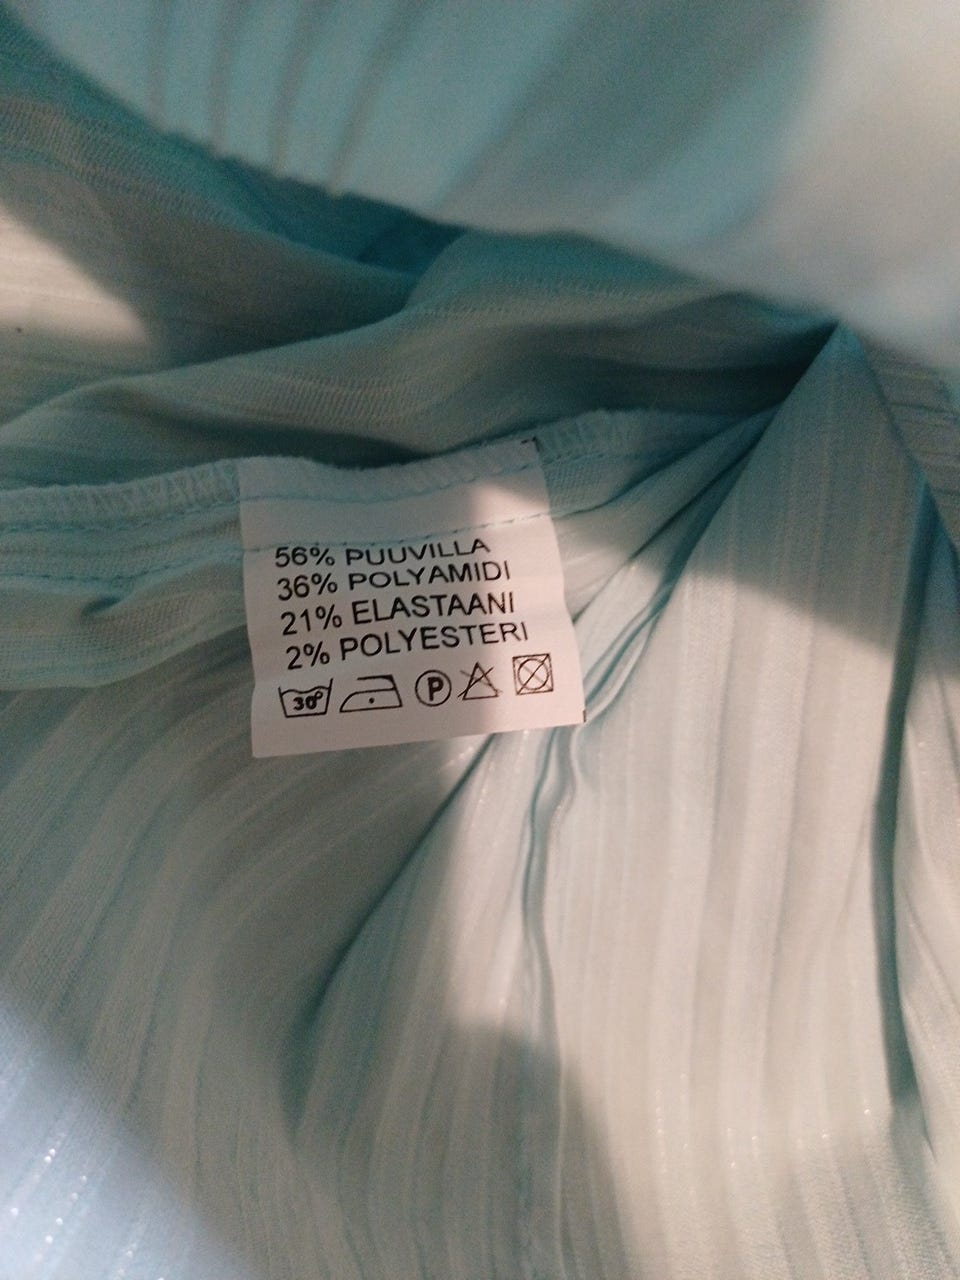 56% PUUVILLA
36% POLYAMIDI
21% ELASTAANI
2% POLYESTERI
30° P